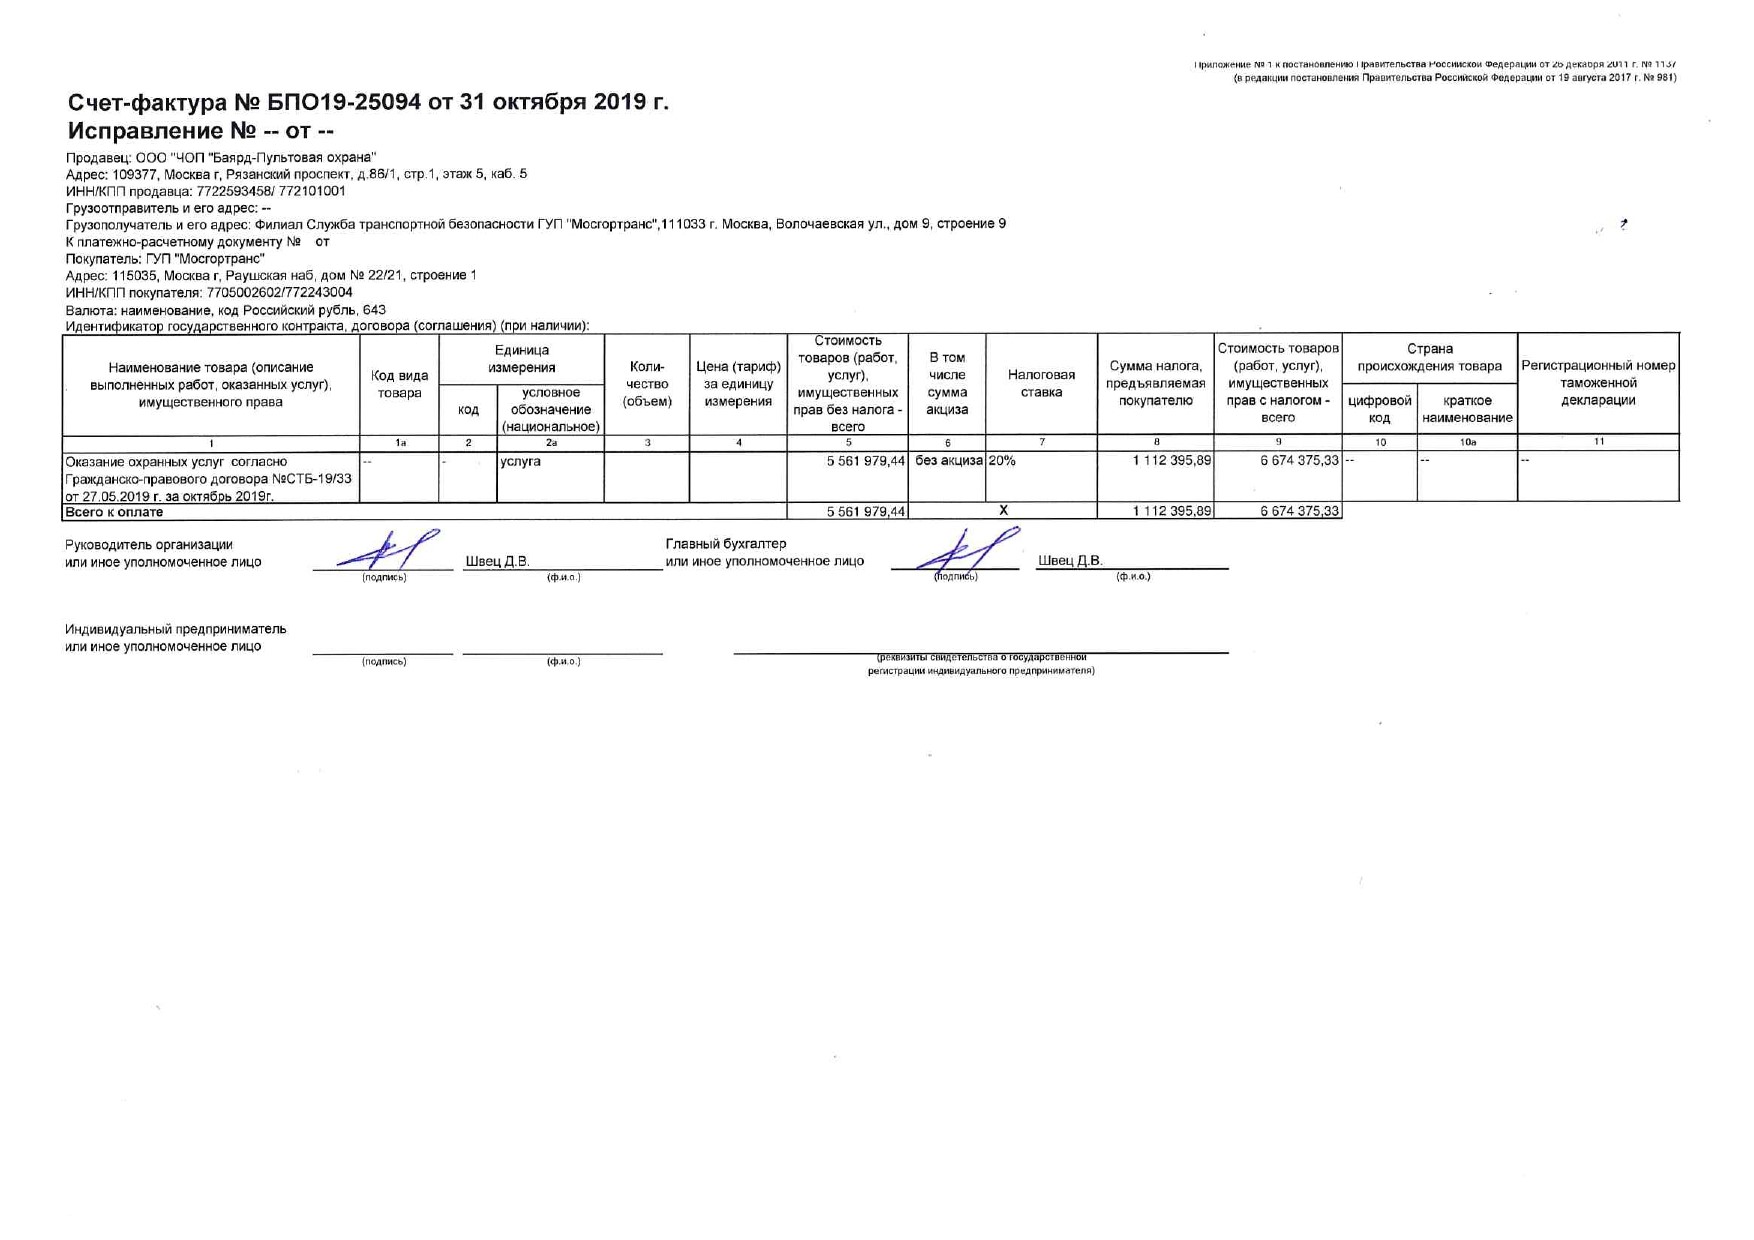 Приложение № 1 к постановлению Правительства Российской Федерации от 26 декабря 2011 г. № 1137
(в редакции постановления Правительства Российской Федерации от 19 августа 2017 г. № 981)
Счет-фактура № БПО19-25094 от 31 октября 2019 г.
Исправление № -- от --
Продавец: ООО "ЧОП "Баярд-Пультовая охрана"
Адрес: 109377, Москва г, Рязанский проспект, д.86/1, стр.1, этаж 5, каб. 5
ИНН/КПП продавца: 7722593458/ 772101001
Грузоотправитель и его адрес: --
Грузополучатель и его адрес: Филиал Служба транспортной безопасности ГУП "Мосгортранс",111033 г. Москва, Волочаевская ул., дом 9, строение 9
К платежно-расчетному документу № от
Покупатель: ГУП "Мосгортранс"
Адрес: 115035, Москва г, Раушская наб, дом № 22/21, строение 1
ИНН/КПП покупателя: 7705002602/772243004
Валюта: наименование, код Российский рубль, 643
Идентификатор государственного контракта, договора (соглашения) (при наличии):
Наименование товара (описание
выполненных работ, оказанных услуг),
имущественного права
Код вида
товара
Единица
измерения
код
условное
обозначение
(национальное)
Коли-
чество
(объем)
Цена (тариф)
за единицу
измерения
Стоимость
товаров (работ,
услуг),
имущественных
прав без налога -
всего
В том
числе
сумма
акциза
Налоговая
ставка
Сумма налога,
предъявляемая
покупателю
Стоимость товаров
(работ, услуг),
имущественных
прав с налогом -
всего
Страна
происхождения товара
цифровой
код
краткое
наименование
Регистрационный номер
таможенной
декларации
1 1а 2 2а 3 4 5 6 7 8 9 10 10а 11
Оказание охранных услуг согласно
Гражданско-правового договора №СТБ-19/33
от 27.05.2019 г. за октябрь 2019г.
-- - услуга 5 561 979,44 без акциза 20% 1 112 395,89 6 674 375,33 -- -- --
Всего к оплате 5 561 979,44 Х 1 112 395,89 6 674 375,33
Руководитель организации
или иное уполномоченное лицо
Швец Д.В.
(подпись) (ф.и.о.)
Главный бухгалтер
или иное уполномоченное лицо
Швец Д.В.
(подпись) (ф.и.о.)
Индивидуальный предприниматель
или иное уполномоченное лицо
(подпись) (ф.и.о.)
(реквизиты свидетельства о государственной
регистрации индивидуального предпринимателя)